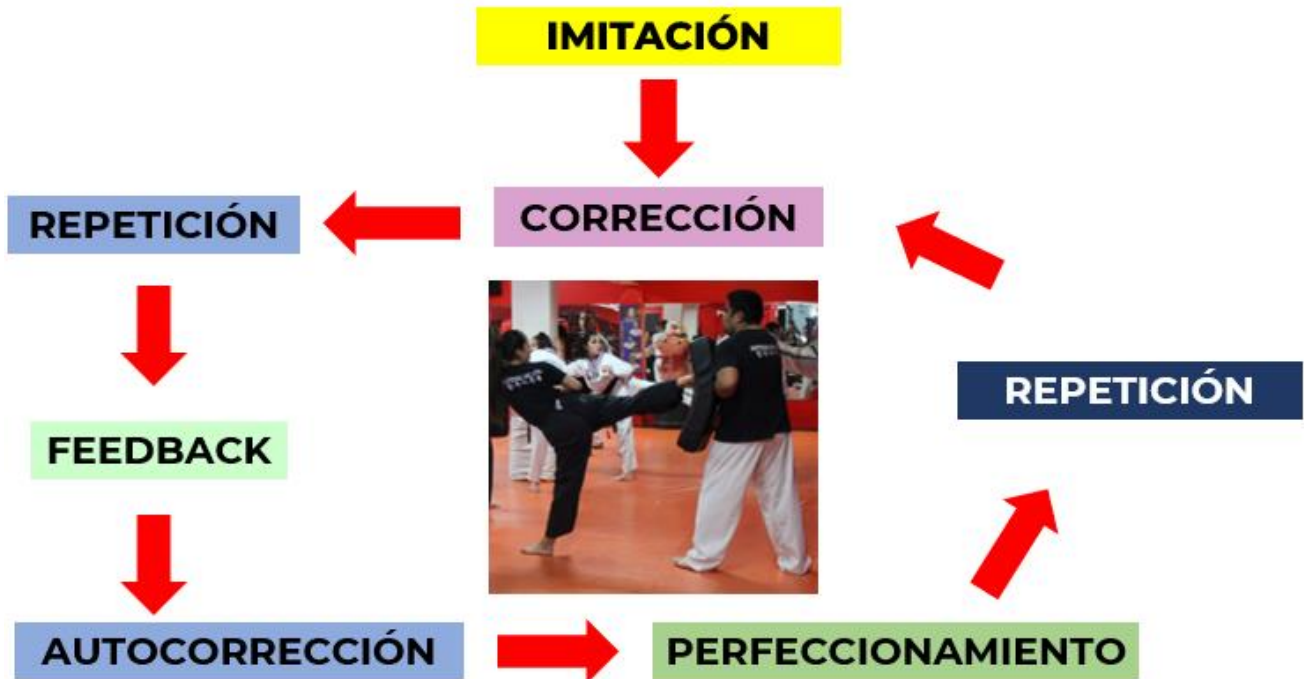 IMITACIÓN
CORRECCIÓN
REPETICIÓN
FEEDBACK
AUTOCORRECCIÓN
PERFECCIONAMIENTO
REPETICIÓN